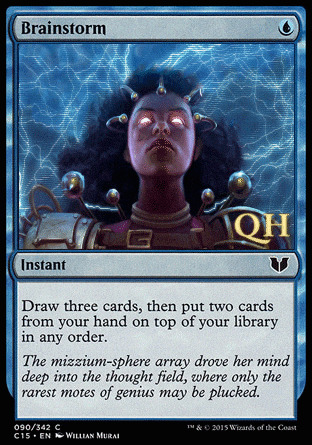 Brainstorm
QH
Instant
Draw three cards, then put two cards
from your hand on top of your library
in any order.
The mizzium-sphere array drove her mind
deep into the thought field, where only the
rarest motes of genius may be plucked.
090/342 C
C15 • EN Willian Murai
™ & © 2015 Wizards of the Coast